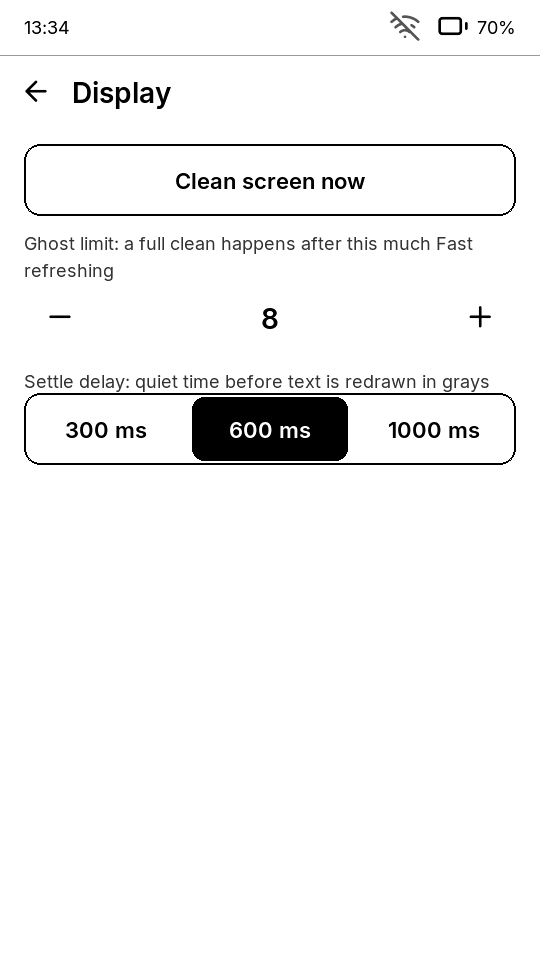 13:34
70%
Display
Clean screen now
Ghost limit: a full clean happens after this much Fast
refreshing
8
Settle delay: quiet time before text is redrawn in grays
300 ms
600 ms
1000 ms